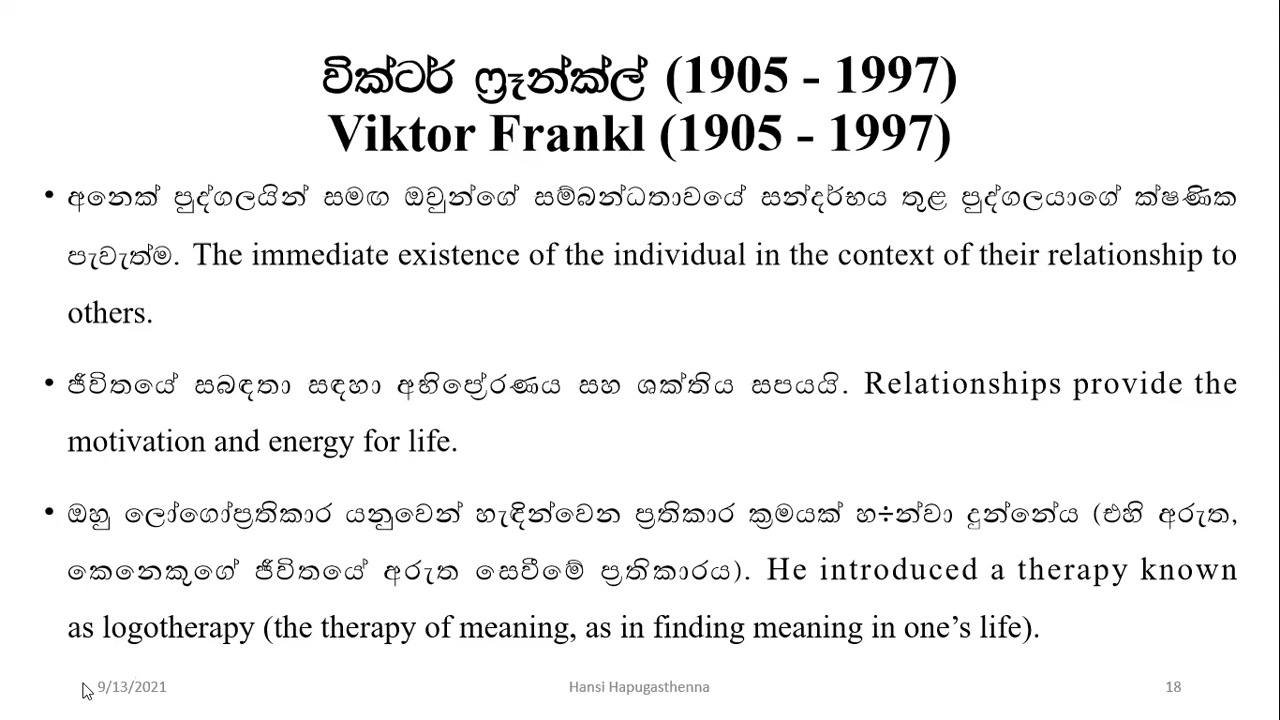 වික්ටර් ෆ්‍රෑන්ක්ල් (1905 - 1997)
Viktor Frankl (1905 - 1997)
• අනෙක් පුද්ගලයින් සමඟ ඔවුන්ගේ සම්බන්ධතාවයේ සන්දර්භය තුළ පුද්ගලයාගේ ක්ෂණික
පැවැත්ම. The immediate existence of the individual in the context of their relationship to
others.
• ජීවිතයේ සබඳතා සඳහා අභිප්‍රේරණය සහ ශක්තිය සපයයි. Relationships provide the
motivation and energy for life.
• ඔහු ලෝගෝප්‍රතිකාර යනුවෙන් හැඳින්වෙන ප්‍රතිකාර ක්‍රමයක් හ÷න්වා දුන්නේය (එහි අරුත,
කෙනෙකුගේ ජීවිතයේ අරුත සෙවීමේ ප්‍රතිකාරය). He introduced a therapy known
as logotherapy (the therapy of meaning, as in finding meaning in one’s life).
9/13/2021 Hansi Hapugasthenna 18